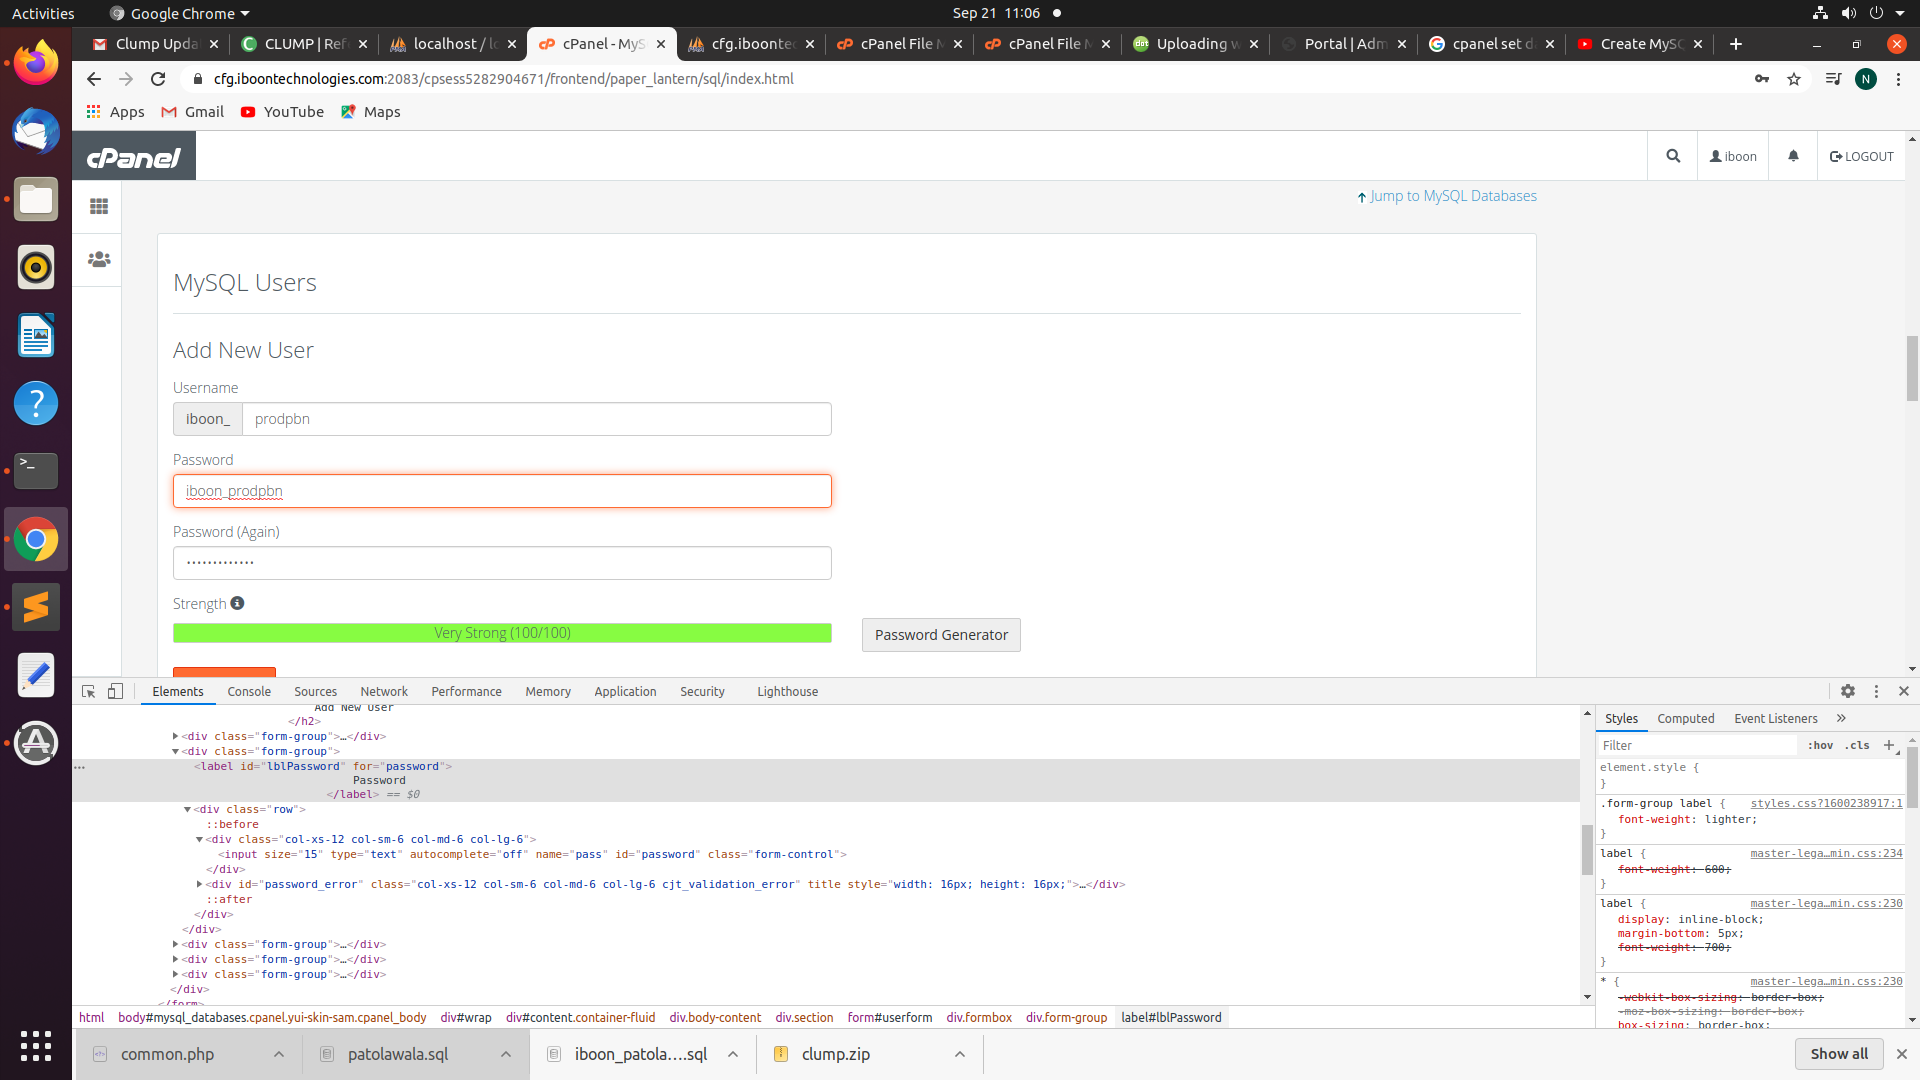 Activities
Google Chrome
Sep 21 11:06
Clump Upda
CLUMP | Ref
localhost / lo
cPanel - MyS
cfg.iboontec
cPanel File M
cPanel File M
Uploading w
Portal | Adm
cpanel set d
Create MySQ
cfg.iboontechnologies.com:2083/cpsess5282904671/frontend/paper_lantern/sql/index.html
N
Apps
Gmail
YouTube
Maps
cPanel
iboon
LOGOUT
Jump to MySQL Databases
MySQL Users
Add New User
Username
iboon_
prodpbn
Password
iboon_prodpbn
Password (Again)
Strength
Very Strong (100/100)
Password Generator
Elements
Console
Sources
Network
Performance
Memory
Application
Security
Lighthouse
Add New User
</h2>
<div class="form-group">…</div>
<div class="form-group">
<label id="lblPassword" for="password">
Password
</label> == $0
<div class="row">
::before
<div class="col-xs-12 col-sm-6 col-md-6 col-lg-6">
<input size="15" type="text" autocomplete="off" name="pass" id="password" class="form-control">
</div>
<div id="password_error" class="col-xs-12 col-sm-6 col-md-6 col-lg-6 cjt_validation_error" title style="width: 16px; height: 16px;">…</div>
::after
</div>
</div>
<div class="form-group">…</div>
<div class="form-group">…</div>
<div class="form-group">…</div>
</div>
</form>
Styles
Computed
Event Listeners
»
Filter
:hov
.cls
+
element.style {
}
.form-group label {
styles.css?1600238917:1
font-weight: lighter;
}
label {
master-lega…min.css:234
font-weight: 600;
}
label {
master-lega…min.css:230
display: inline-block;
margin-bottom: 5px;
font-weight: 700;
}
* {
master-lega…min.css:230
-webkit-box-sizing: border-box;
-moz-box-sizing: border-box;
box-sizing: border-box;
html
body#mysql_databases.cpanel.yui-skin-sam.cpanel_body
div#wrap
div#content.container-fluid
div.body-content
div.section
form#userform
div.formbox
div.form-group
label#lblPassword
common.php
patolawala.sql
iboon_patola….sql
clump.zip
Show all